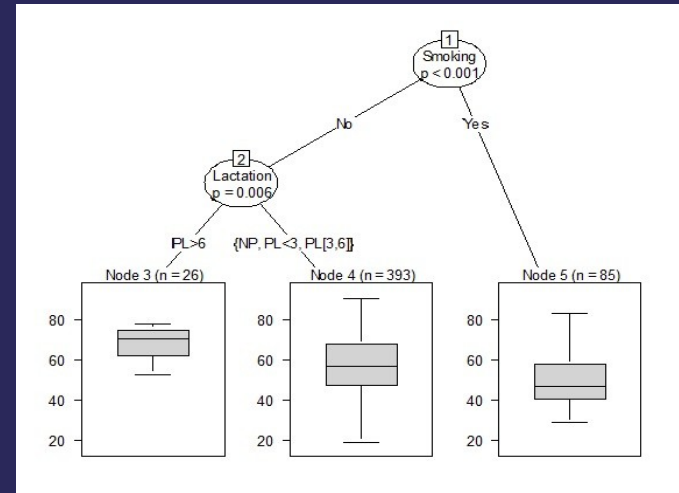 1
Smoking
p < 0.001
No
Yes
2
Lactation
p = 0.006
PL>6
{NP, PL<3, PL[3,6]}
Node 3 (n = 26)
Node 4 (n = 393)
Node 5 (n = 85)
80
60
40
20
80
60
40
20
80
60
40
20